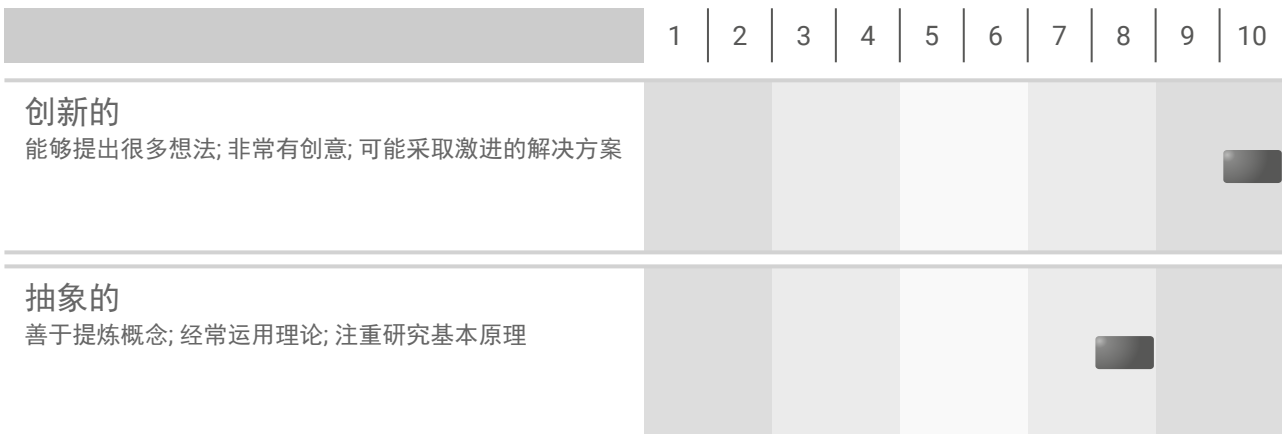 1 2 3 4 5 6 7 8 9 10
创新的
能够提出很多想法; 非常有创意; 可能采取激进的解决方案
抽象的
善于提炼概念; 经常运用理论; 注重研究基本原理